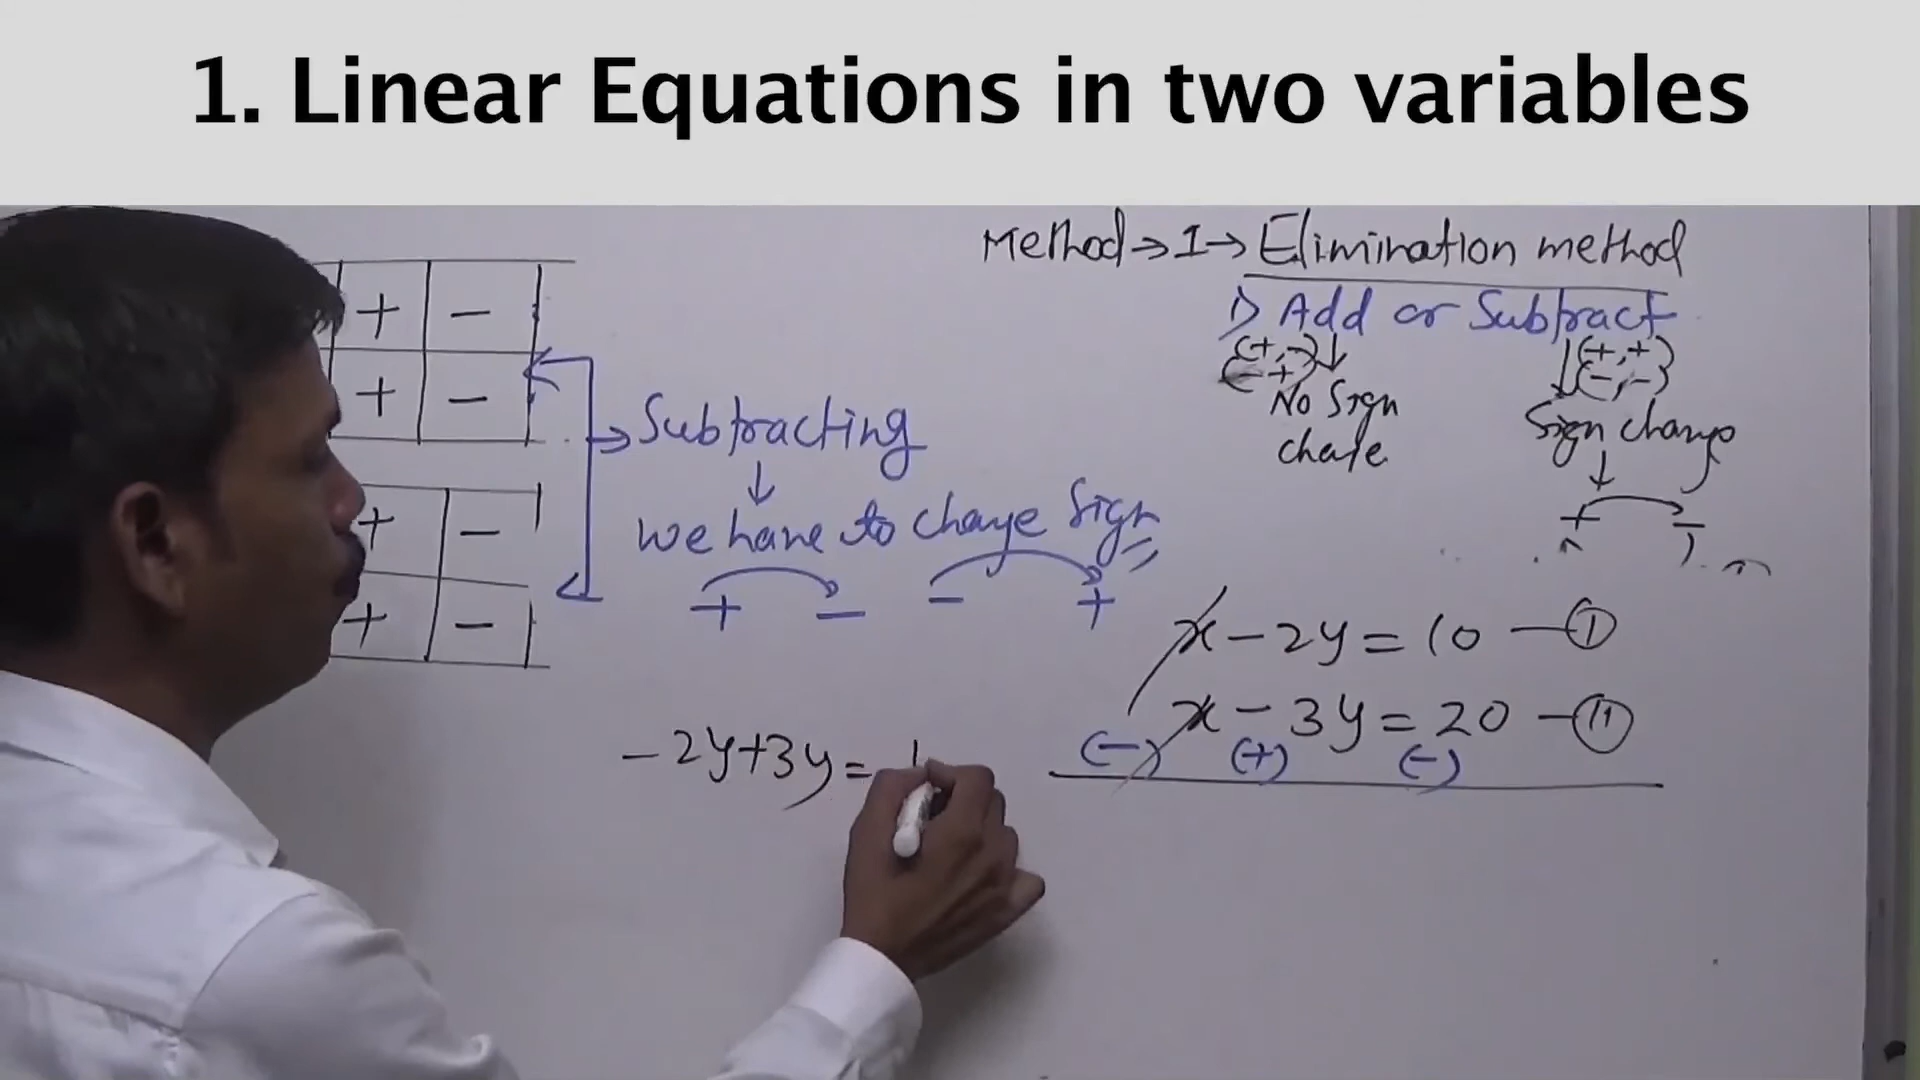 1. Linear Equations in two variables
Method → I → Elimination method
1) Add or Subtract
(+,-) (+,+)
(-,+) (-,-)
No Sign Sign change
chage
+ -
+ -
+ -
→ Subtracting
We have to change Sign
+ - - +
+ -
+ -
+ -
x - 2y = 10 — I
x - 3y = 20 — II
(-) (+) (-)
- 2y + 3y = 1